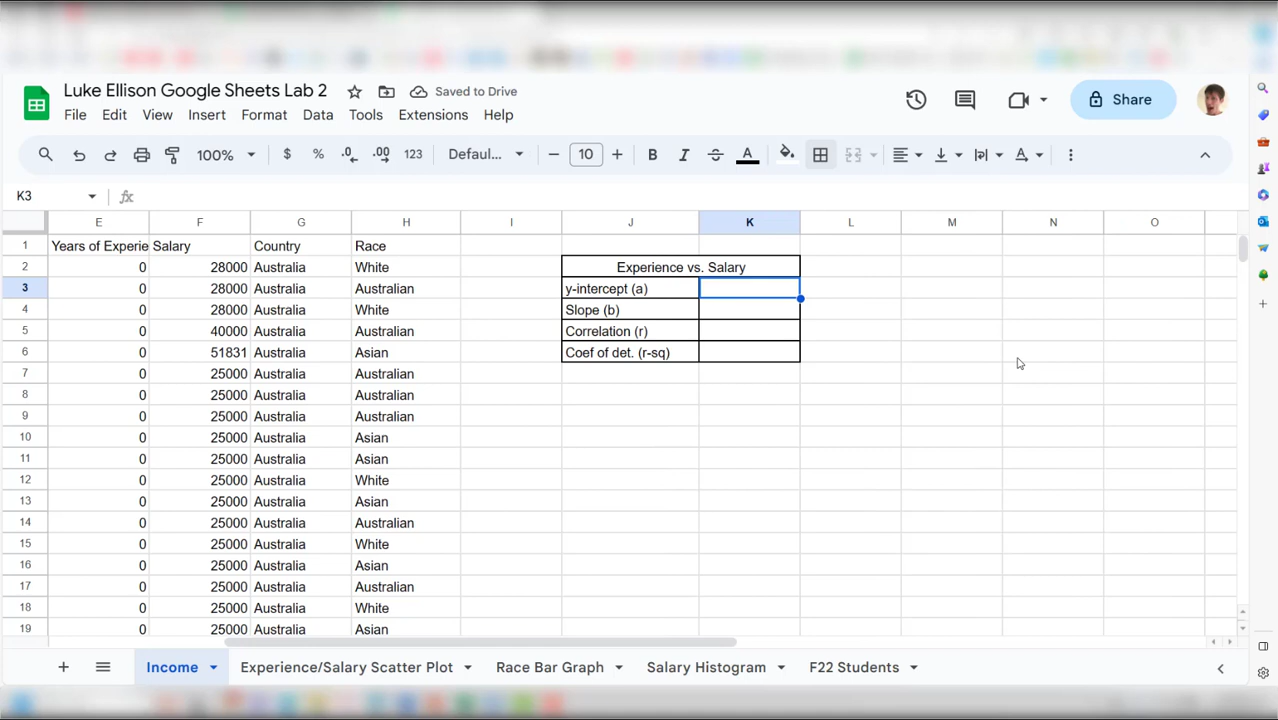 Luke Ellison Google Sheets Lab 2 Saved to Drive
File Edit View Insert Format Data Tools Extensions Help
Share
100% $ % .0 .00 123 Defaul... 10 B I S A A
K3 fx
E F G H I J K L M N O
1 Years of Experie Salary Country Race
2 0 28000 Australia White Experience vs. Salary
3 0 28000 Australia Australian y-intercept (a)
4 0 28000 Australia White Slope (b)
5 0 40000 Australia Australian Correlation (r)
6 0 51831 Australia Asian Coef of det. (r-sq)
7 0 25000 Australia Australian
8 0 25000 Australia Australian
9 0 25000 Australia Australian
10 0 25000 Australia Asian
11 0 25000 Australia Asian
12 0 25000 Australia White
13 0 25000 Australia Asian
14 0 25000 Australia Australian
15 0 25000 Australia White
16 0 25000 Australia Asian
17 0 25000 Australia Australian
18 0 25000 Australia White
19 0 25000 Australia Asian
Income Experience/Salary Scatter Plot Race Bar Graph Salary Histogram F22 Students